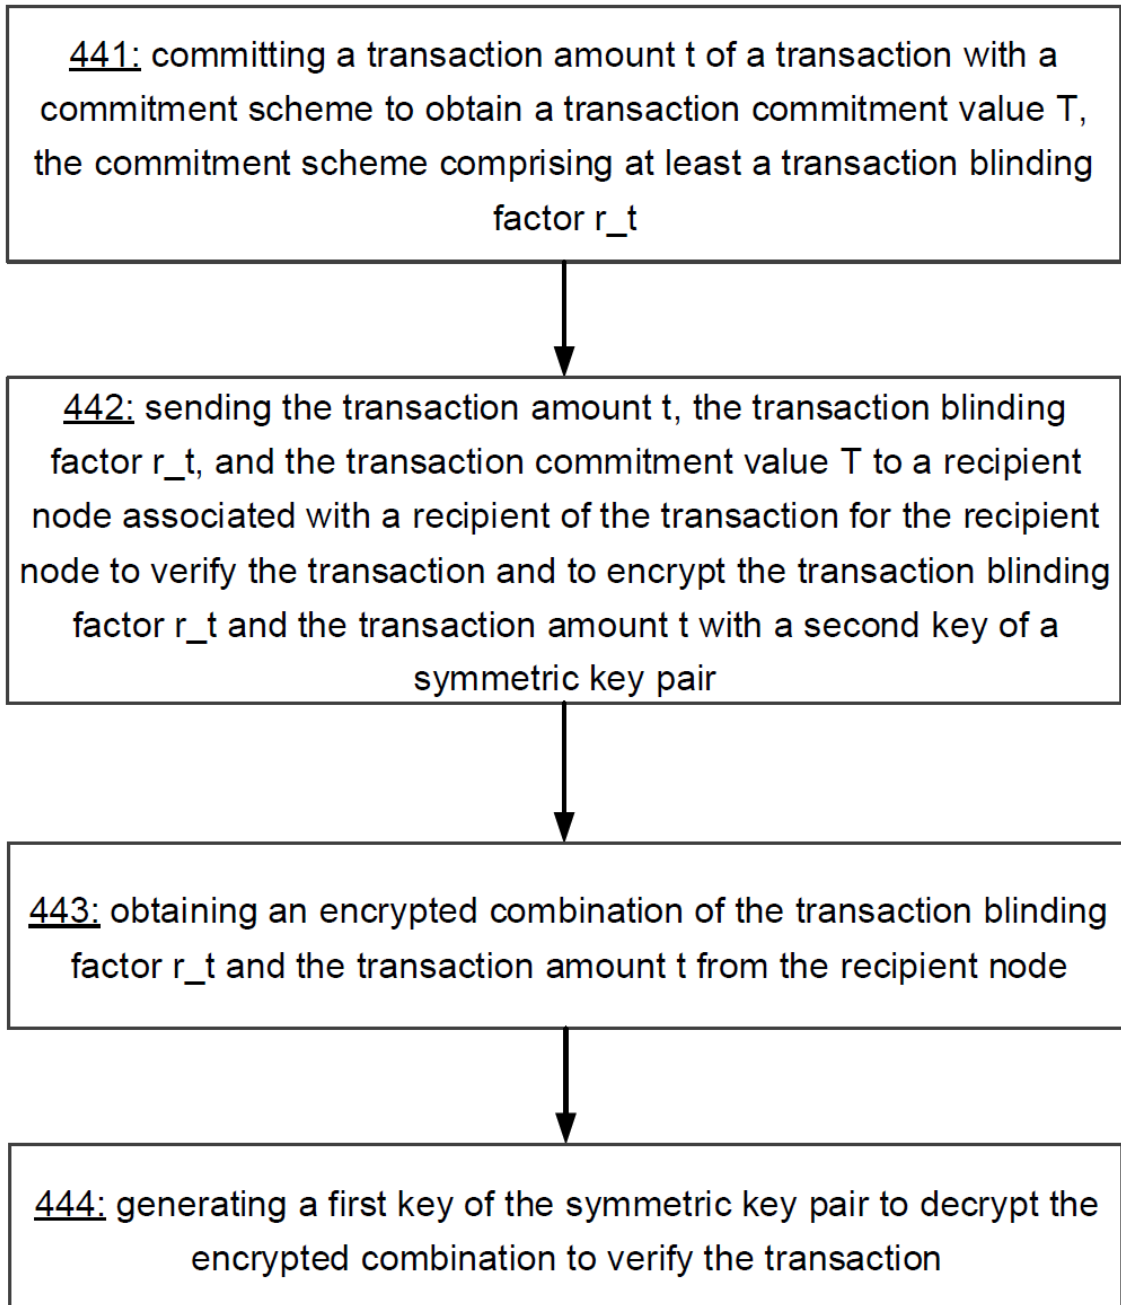 441: committing a transaction amount t of a transaction with a
commitment scheme to obtain a transaction commitment value T,
the commitment scheme comprising at least a transaction blinding
factor r_t
442: sending the transaction amount t, the transaction blinding
factor r_t, and the transaction commitment value T to a recipient
node associated with a recipient of the transaction for the recipient
node to verify the transaction and to encrypt the transaction blinding
factor r_t and the transaction amount t with a second key of a
symmetric key pair
443: obtaining an encrypted combination of the transaction blinding
factor r_t and the transaction amount t from the recipient node
444: generating a first key of the symmetric key pair to decrypt the
encrypted combination to verify the transaction